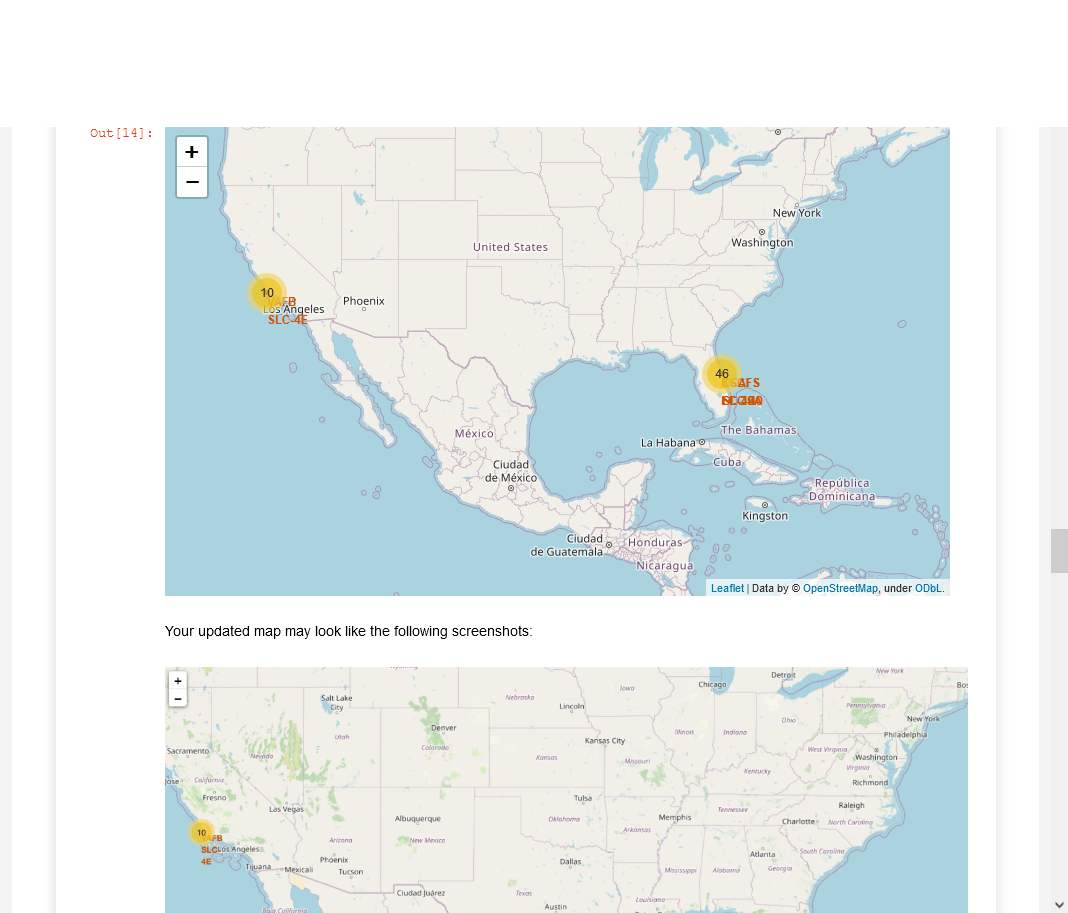 Out[14]:
+
−
New York
Washington
United States
10
Los Angeles
Phoenix
SLC-4E
46
The Bahamas
La Habana
México
Cuba
Ciudad
de México
República
Dominicana
Kingston
Ciudad
de Guatemala
Honduras
Nicaragua
Leaflet | Data by © OpenStreetMap, under ODbL.
Your updated map may look like the following screenshots:
+
−
Wyoming
Chicago
Detroit
New York
Bos
Salt Lake
City
Nebraska
Iowa
Lincoln
Pennsylvania
New York
Denver
Ohio
Utah
Colorado
Kansas City
Illinois
Indiana
Philadelphia
Sacramento
Nevada
Kansas
Missouri
West Virginia
Washington
Virginia
Kentucky
Richmond
ose
California
Fresno
Las Vegas
Tulsa
Raleigh
Albuquerque
Oklahoma
Memphis
Tennessee
Charlotte
North Carolina
10
AFB
SLC-
4E
Los Angeles
Arizona
New Mexico
Arkansas
Atlanta
South Carolina
Phoenix
Tijuana
Mexicali
Tucson
Dallas
Mississippi
Alabama
Georgia
Ciudad Juárez
Texas
Louisiana
Austin
Baja California